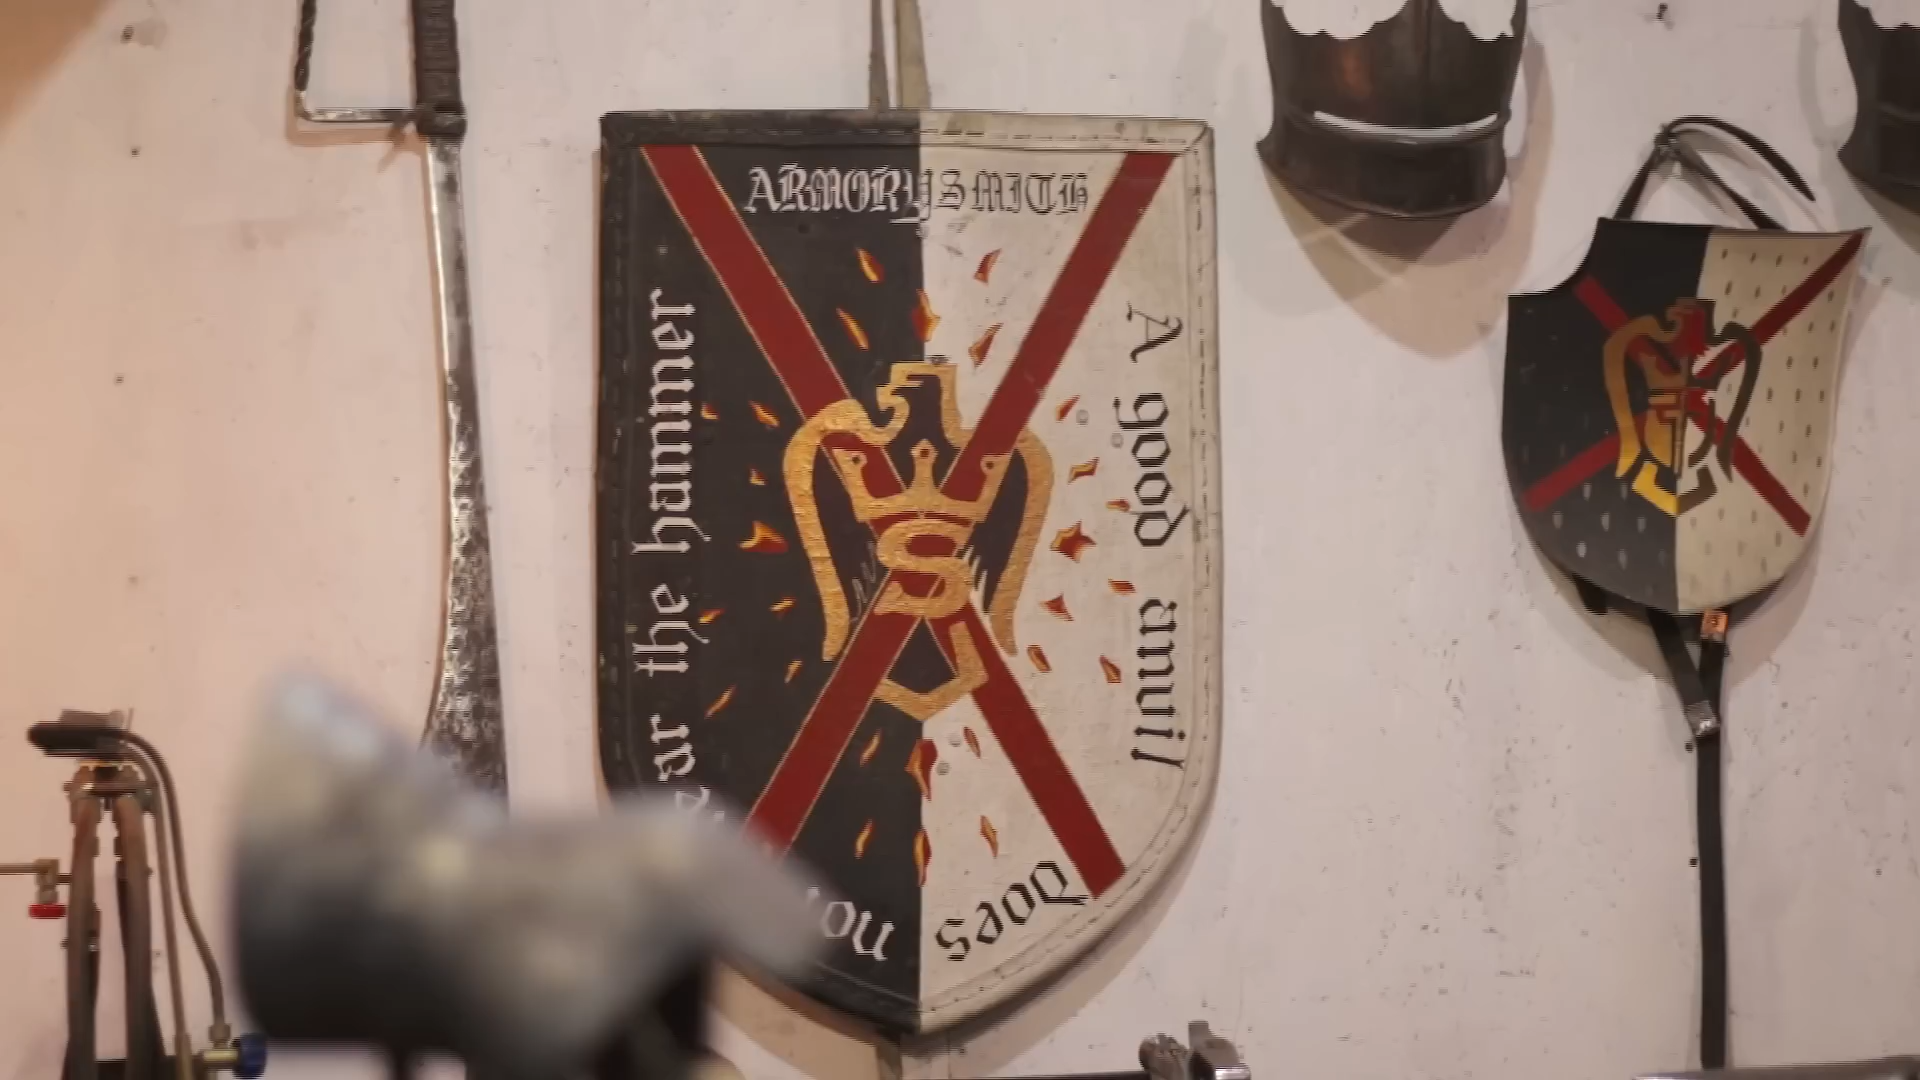 ARMORYSMITH
A good anvil
does
not
the hammer
S